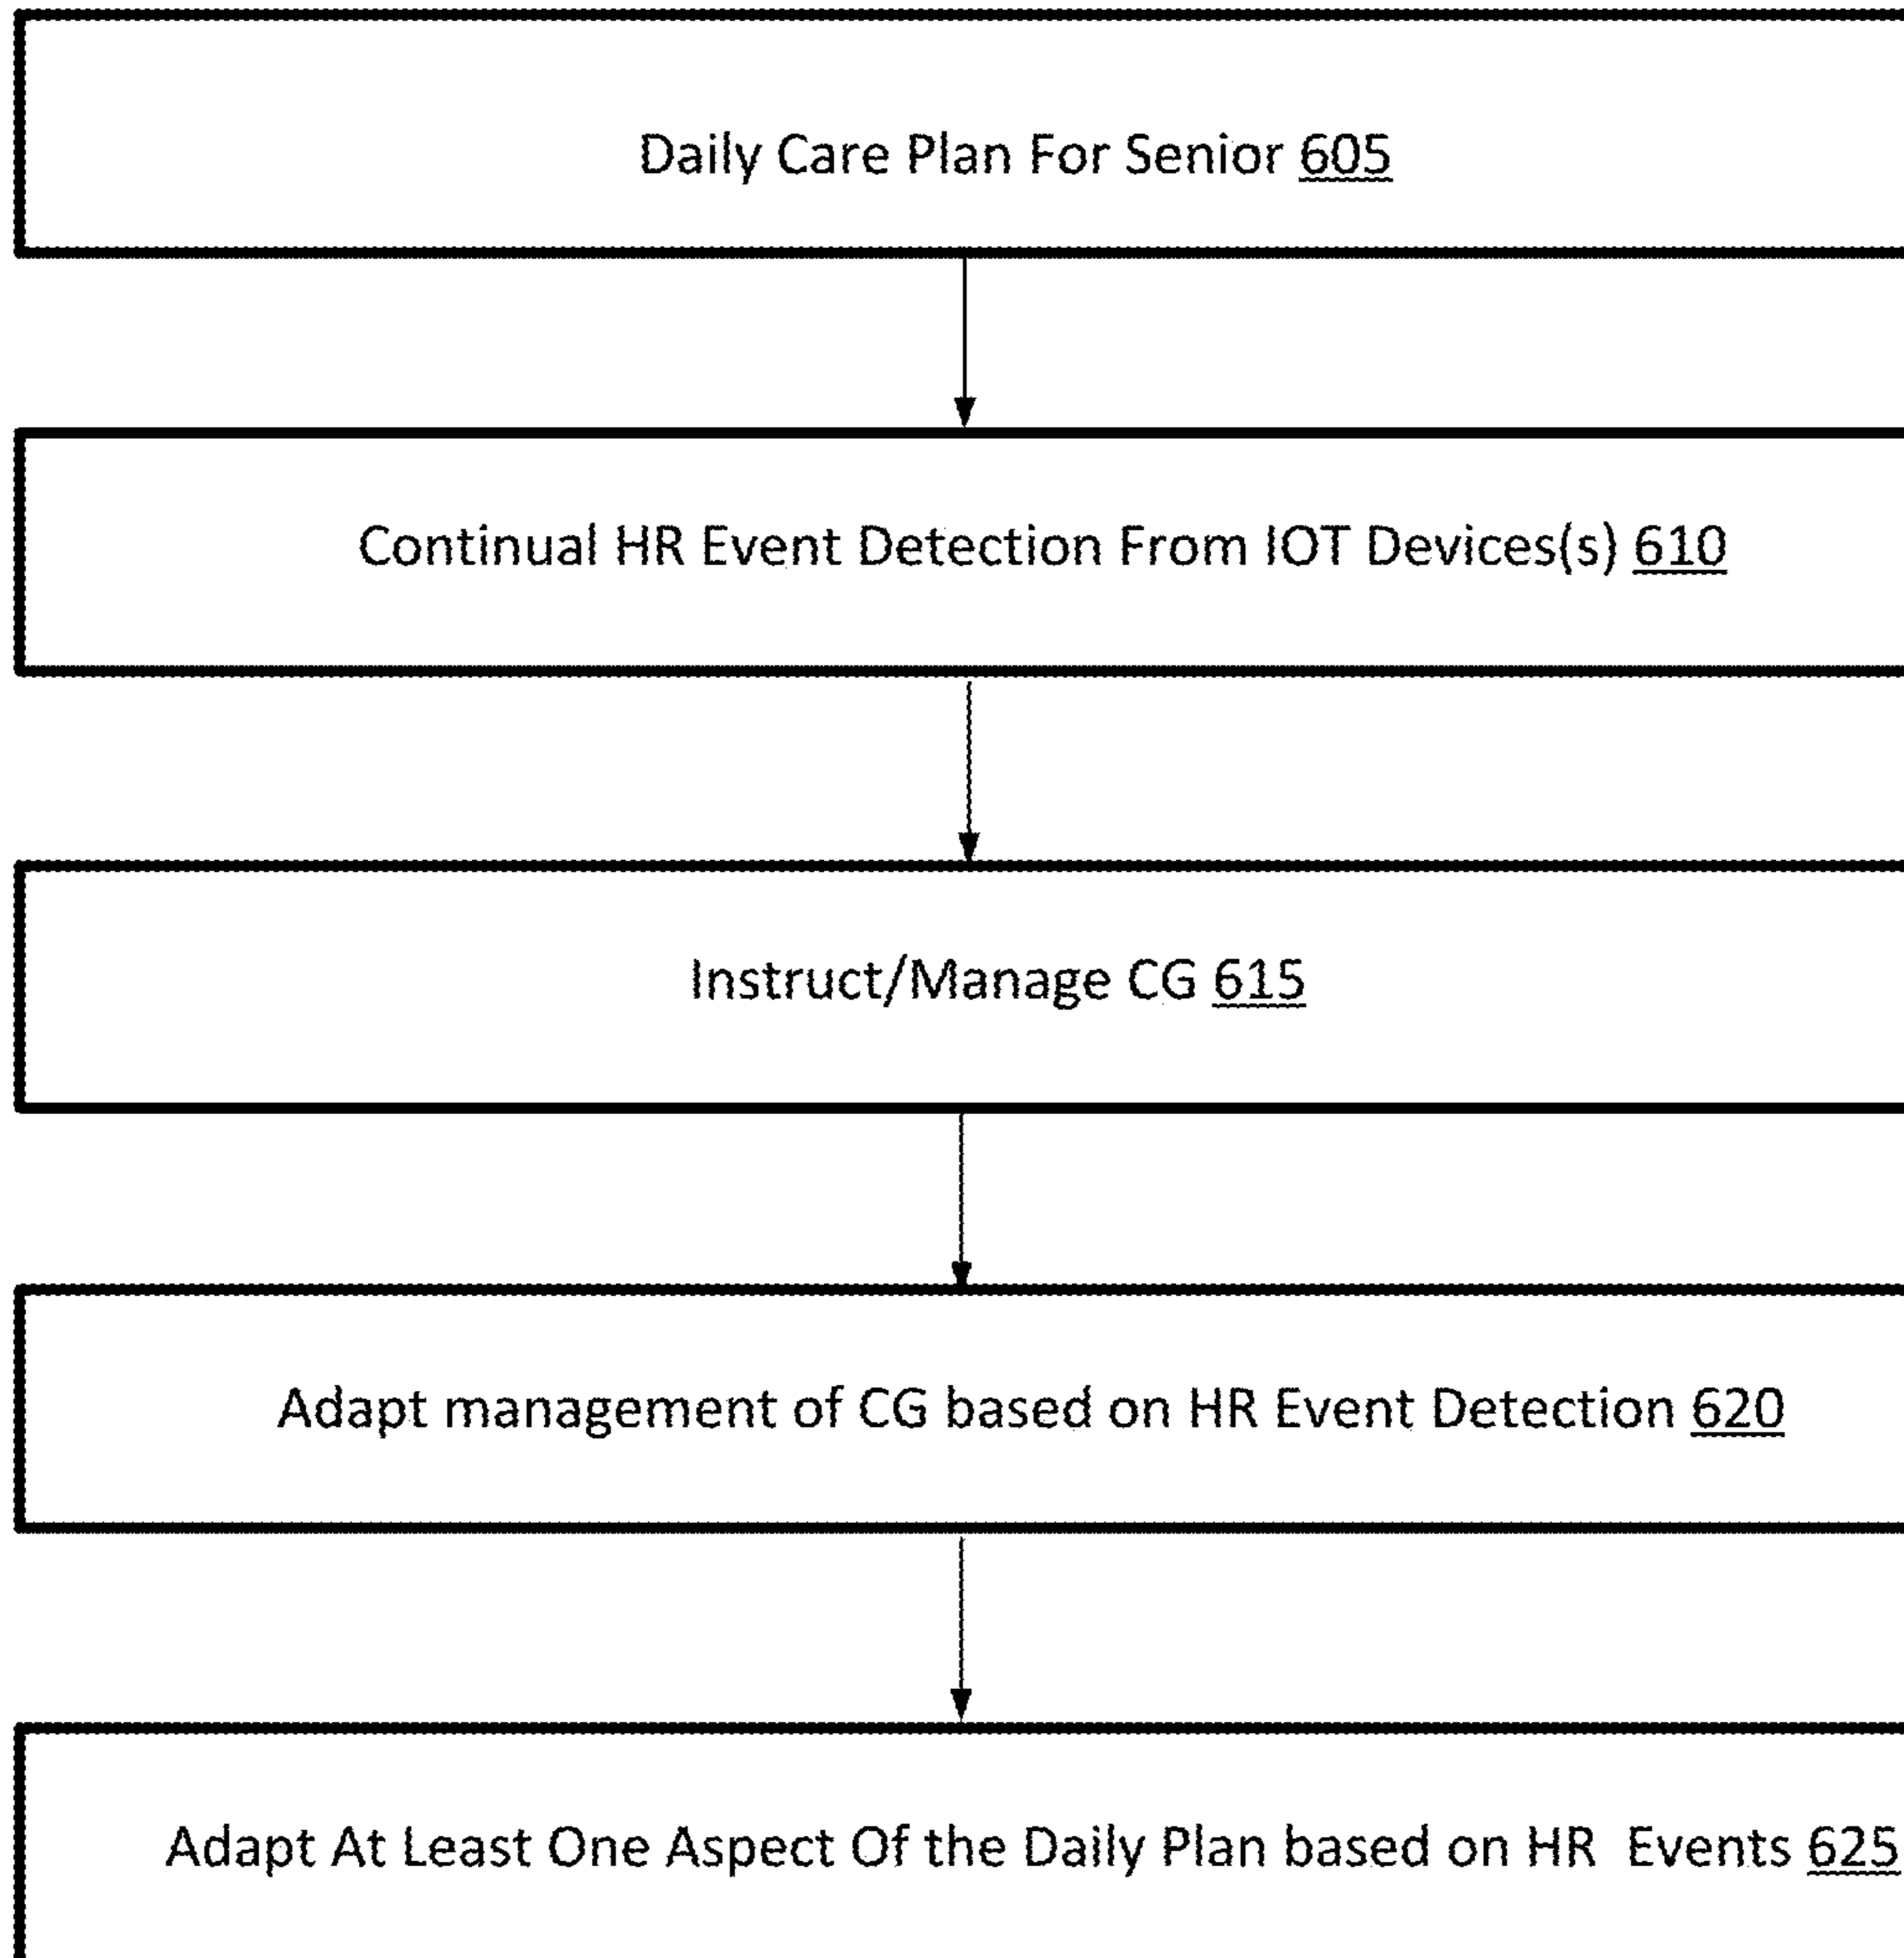 Daily Care Plan For Senior 605
Continual HR Event Detection From IOT Devices(s) 610
Instruct/Manage CG 615
Adapt management of CG based on HR Event Detection 620
Adapt At Least One Aspect Of the Daily Plan based on HR Events 625